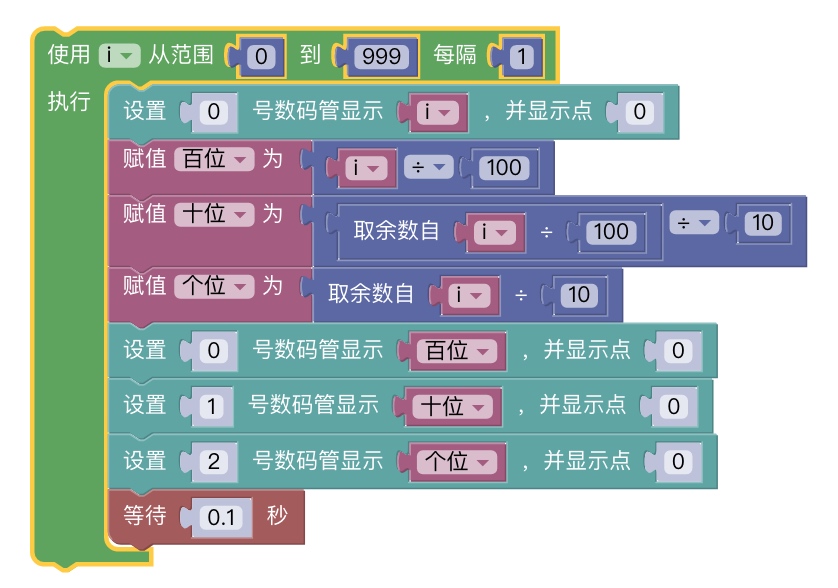 使用 i 从范围 0 到 999 每隔 1
执行
设置 0 号数码管显示 i ，并显示点 0
赋值 百位 为 i ÷ 100
赋值 十位 为 取余数自 i ÷ 100 ÷ 10
赋值 个位 为 取余数自 i ÷ 10
设置 0 号数码管显示 百位 ，并显示点 0
设置 1 号数码管显示 十位 ，并显示点 0
设置 2 号数码管显示 个位 ，并显示点 0
等待 0.1 秒